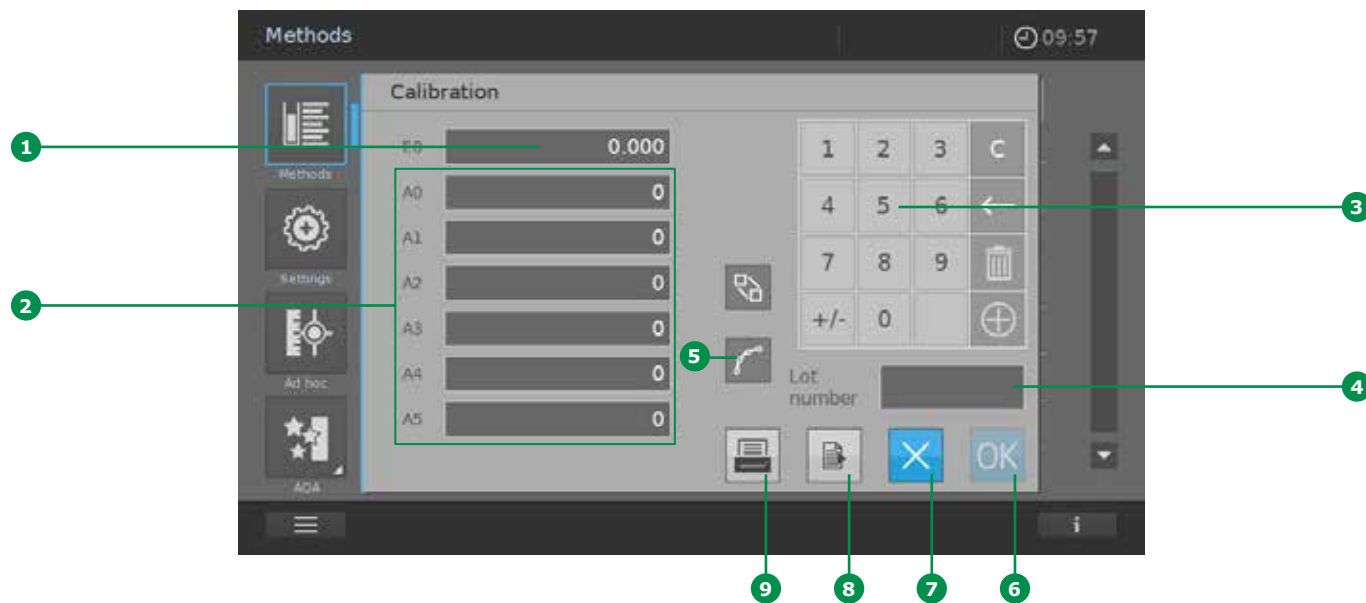 Methods
09:57
Calibration
1
E0 0.000
1 2 3 C
Methods
A0 0
4 5 6
3
A1 0
7 8 9
Settings
2
A2 0
+/- 0
A3 0
5
Ad hoc
A4 0
Lot
number
4
A5 0
OK
AQA
i
9 8 7 6